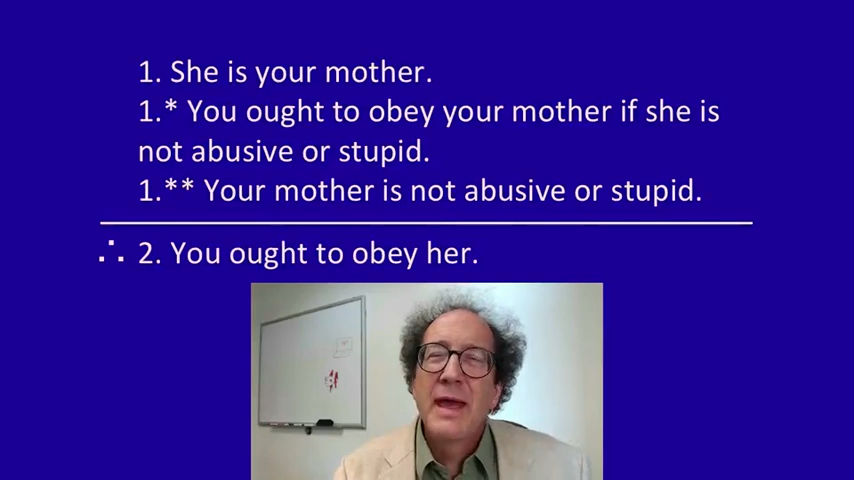 1. She is your mother.
1.* You ought to obey your mother if she is
not abusive or stupid.
1.** Your mother is not abusive or stupid.
∴ 2. You ought to obey her.